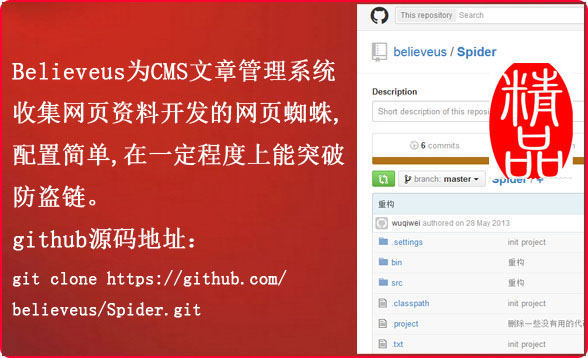 Believeus为CMS文章管理系统
收集网页资料开发的网页蜘蛛,
配置简单,在一定程度上能突破
防盗链。
github源码地址：
git clone https://github.com/
believeus/Spider.git
This repository Search
believeus / Spider
Description
Short description of this reposi
精品
6 commits
branch: master
Spider / +
重构
wuqiwei authored on 28 May 2013
.settings init project
bin 重构
src 重构
.classpath init project
.project 删除一些没有用的代
.txt init project